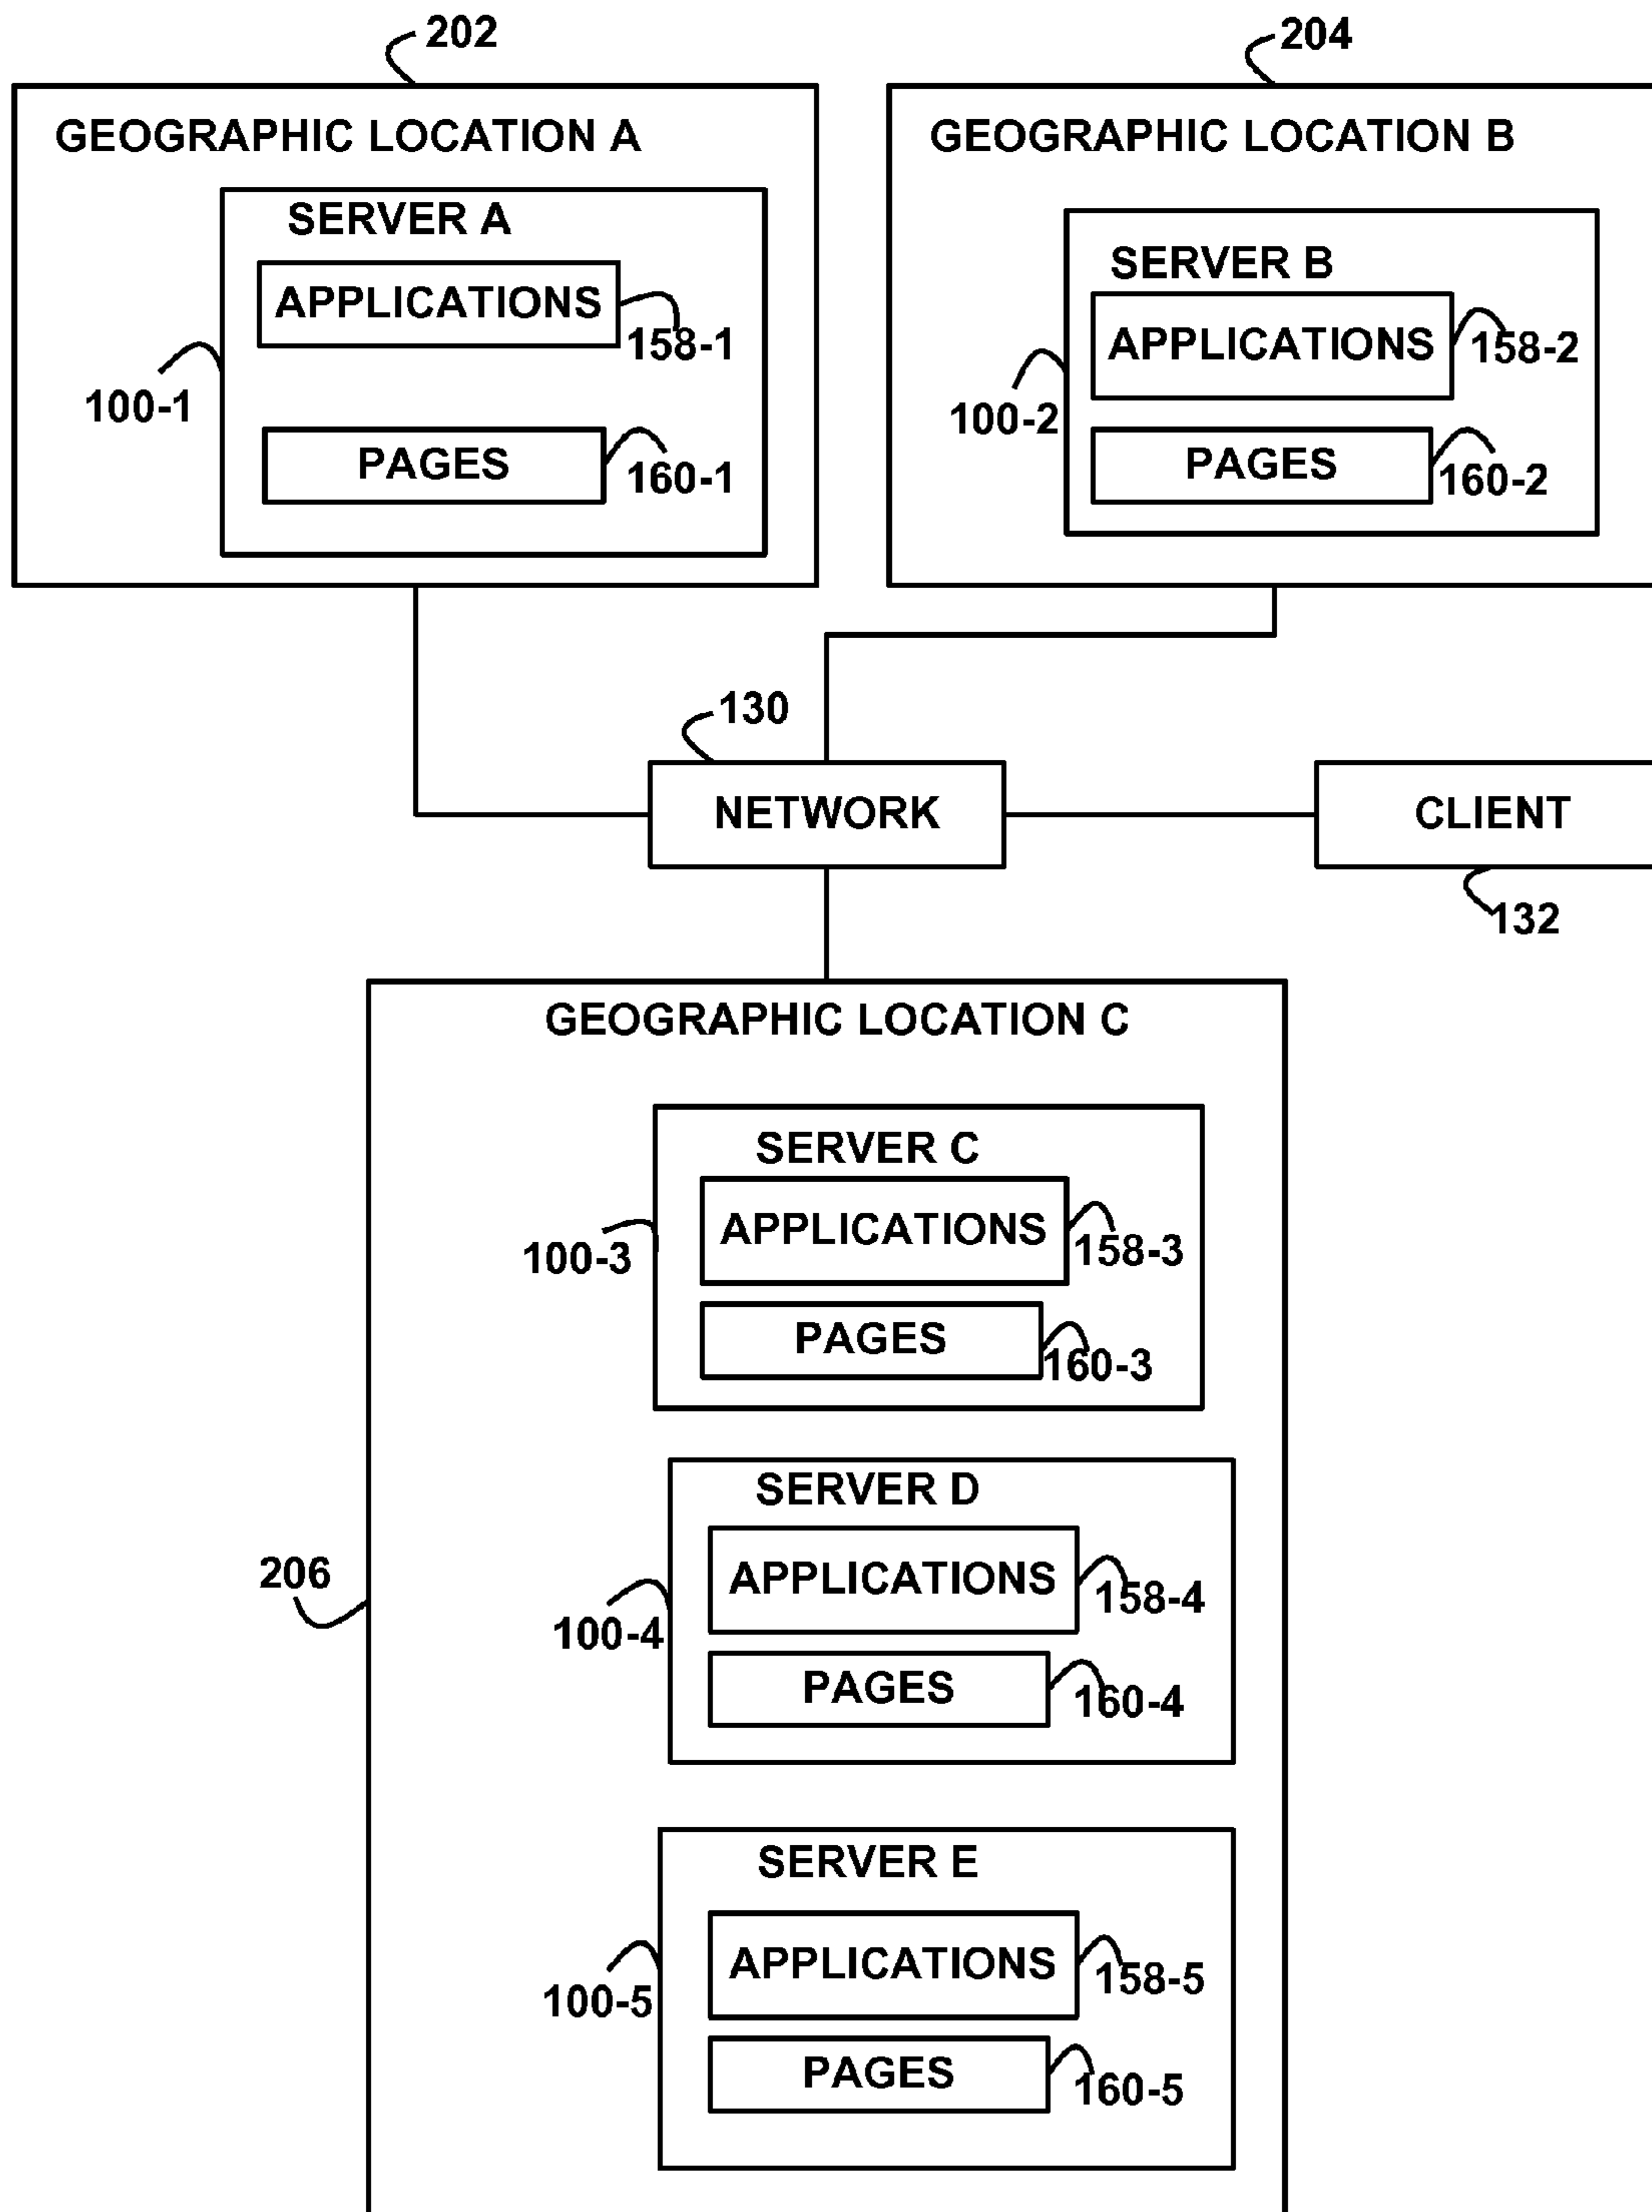 202
GEOGRAPHIC LOCATION A
SERVER A
APPLICATIONS
158-1
100-1
PAGES
160-1
204
GEOGRAPHIC LOCATION B
SERVER B
APPLICATIONS
158-2
100-2
PAGES
160-2
130
NETWORK
CLIENT
132
GEOGRAPHIC LOCATION C
SERVER C
APPLICATIONS
158-3
100-3
PAGES
160-3
SERVER D
206
APPLICATIONS
158-4
100-4
PAGES
160-4
SERVER E
APPLICATIONS
158-5
100-5
PAGES
160-5